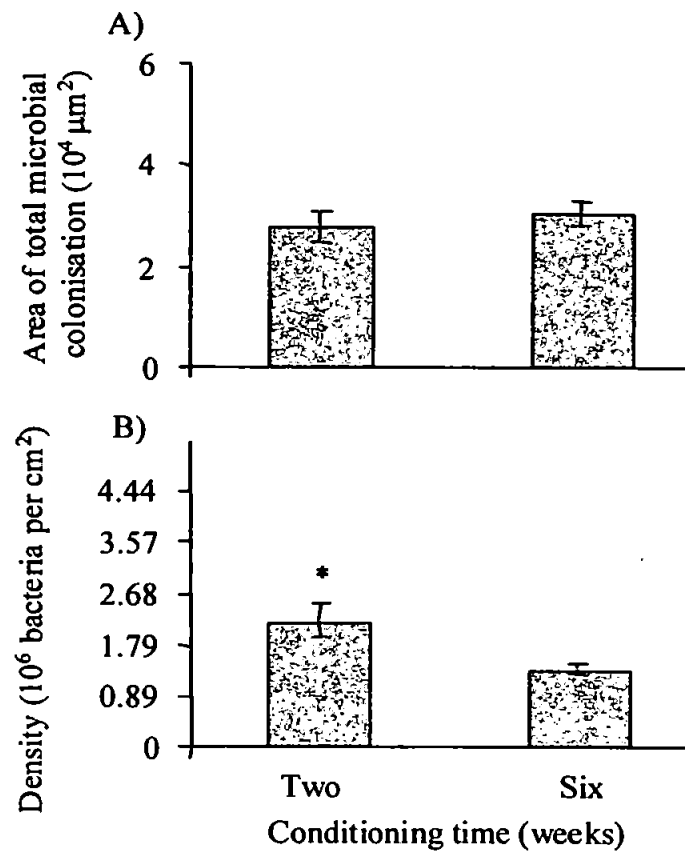 A)
Area of total microbial
colonisation (10⁴ μm²)
6
4
2
0
B)
Density (10⁶ bacteria per cm²)
4.44
3.57
2.68
1.79
0.89
0
*
Two
Six
Conditioning time (weeks)